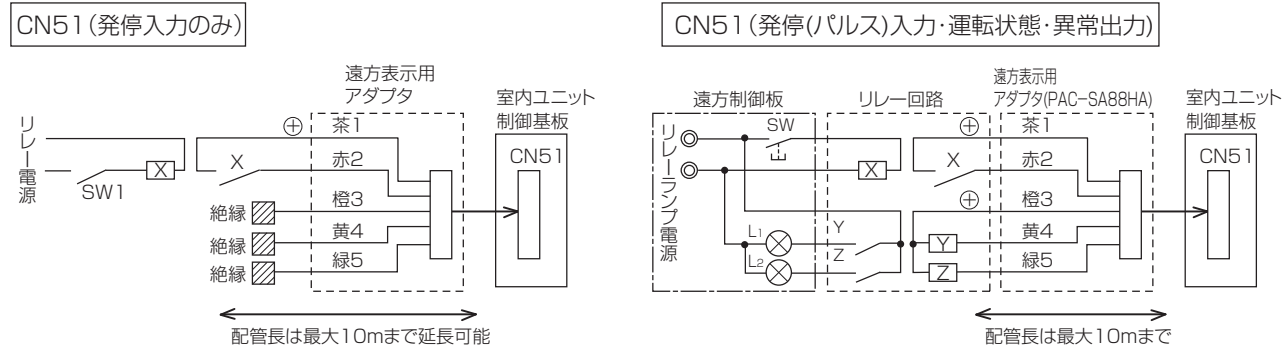 CN51(発停入力のみ)
遠方表示用
アダプタ
室内ユニット
制御基板
CN51
リレー電源
SW1
X
X
⊕
茶1
赤2
橙3
黄4
緑5
絶縁
絶縁
絶縁
配管長は最大10mまで延長可能
CN51(発停(パルス)入力・運転状態・異常出力)
遠方制御板
リレー回路
遠方表示用
アダプタ(PAC-SA88HA)
室内ユニット
制御基板
CN51
リレーランプ電源
SW
X
X
⊕
茶1
赤2
⊕
橙3
黄4
緑5
L1
L2
Y
Z
Y
Z
配管長は最大10mまで